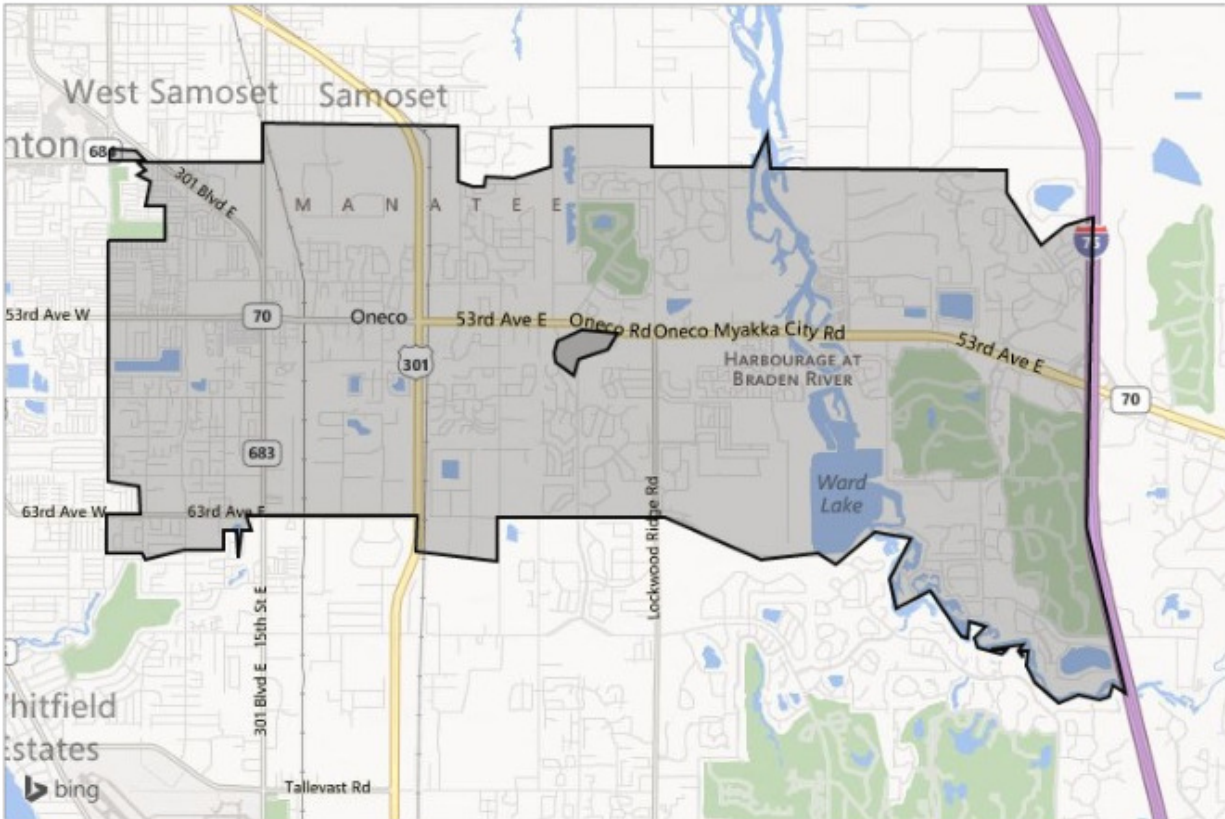 West Samoset
Samoset
nton
301 Blvd E
MANATEE
75
53rd Ave W
70
Oneco
53rd Ave E
Oneco Rd
Oneco Myakka City Rd
53rd Ave E
301
HARBOURAGE AT
BRADEN RIVER
70
683
Ward
Lake
63rd Ave W
63rd Ave E
Lockwood Ridge Rd
15th St E
301 Blvd E
hitfield
Estates
bing
Tallevast Rd